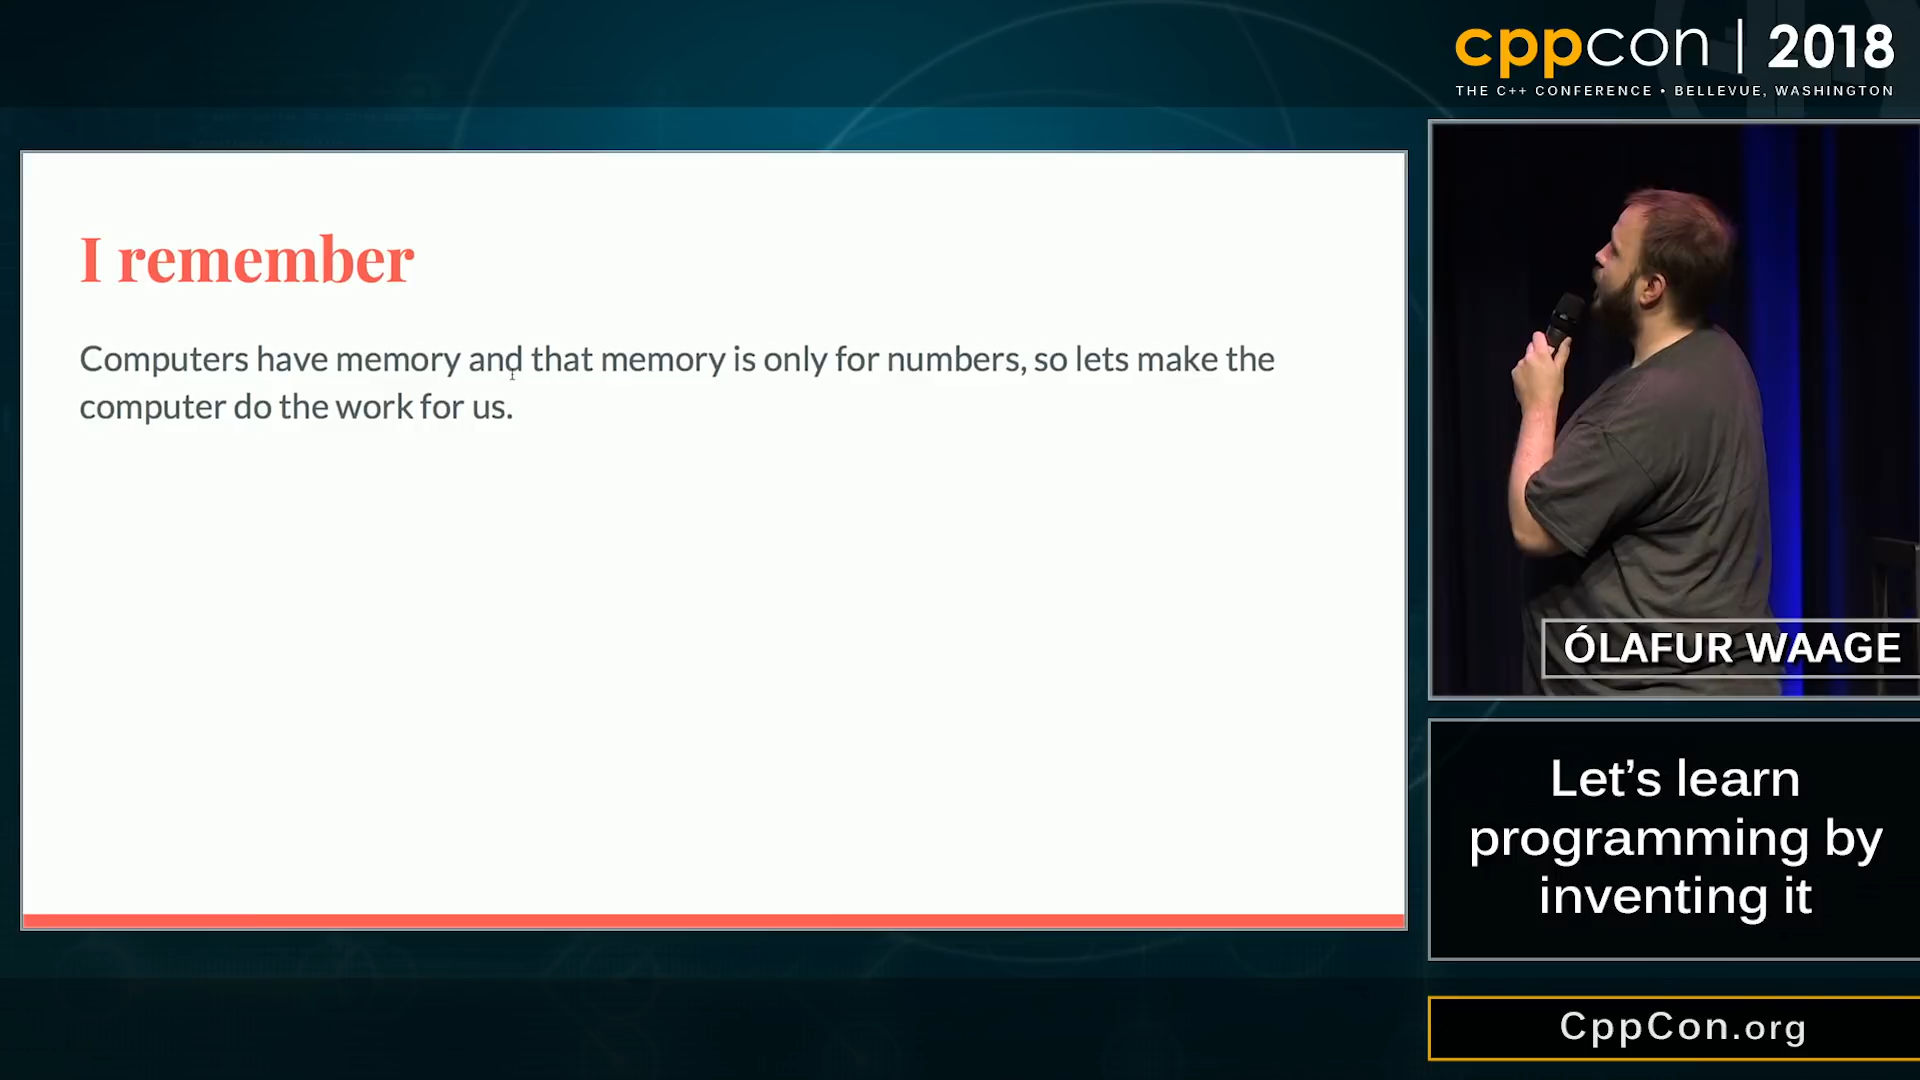 cppcon | 2018
THE C++ CONFERENCE • BELLEVUE, WASHINGTON
I remember
Computers have memory and that memory is only for numbers, so lets make the
computer do the work for us.
ÓLAFUR WAAGE
Let’s learn
programming by
inventing it
CppCon.org